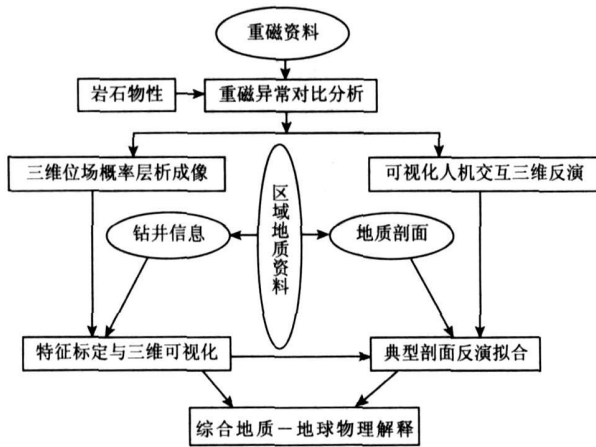 重磁资料
岩石物性
重磁异常对比分析
三维位场概率层析成像
可视化人机交互三维反演
区域地质资料
钻井信息
地质剖面
特征标定与三维可视化
典型剖面反演拟合
综合地质－地球物理解释